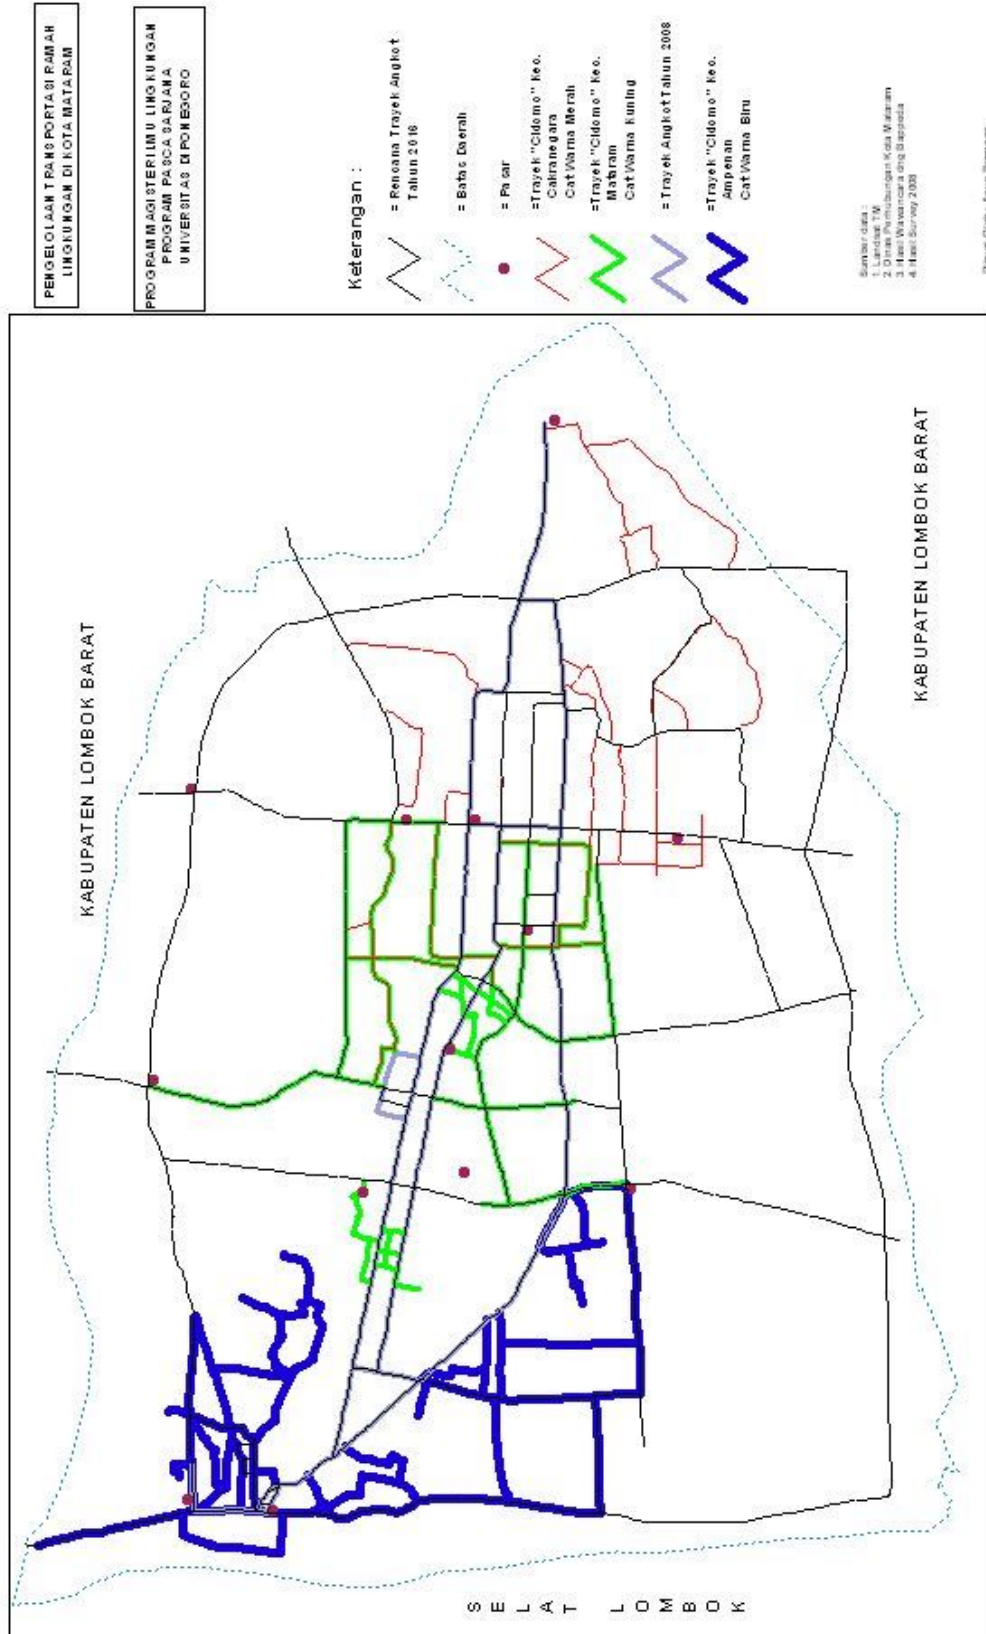 PENGELOLAAN TRANSPORTASI RAMAH
LINGKUNGAN DI KOTA MATARAM
PROGRAM MAGISTER ILMU LINGKUNGAN
PROGRAM PASCA SARJANA
UNIVERSITAS DIPONEGORO
Keterangan :
= Rencana Trayek Angkot
Tahun 2016
= Batas Daerah
= Pasar
=Trayek "Cidomo" Kec.
Cakranegara
Cat Warna Merah
=Trayek "Cidomo" Kec.
Mataram
Cat Warna Kuning
= Trayek Angkot Tahun 2008
=Trayek "Cidomo" Kec.
Ampenan
Cat Warna Biru
Sumber data :
1. Landsat TM
2. Dinas Perhubungan Kota Mataram
3. Hasil Wawancara dng Bappeda
4. Hasil Survey 2008
KABUPATEN LOMBOK BARAT
KABUPATEN LOMBOK BARAT
SELAT LOMBOK